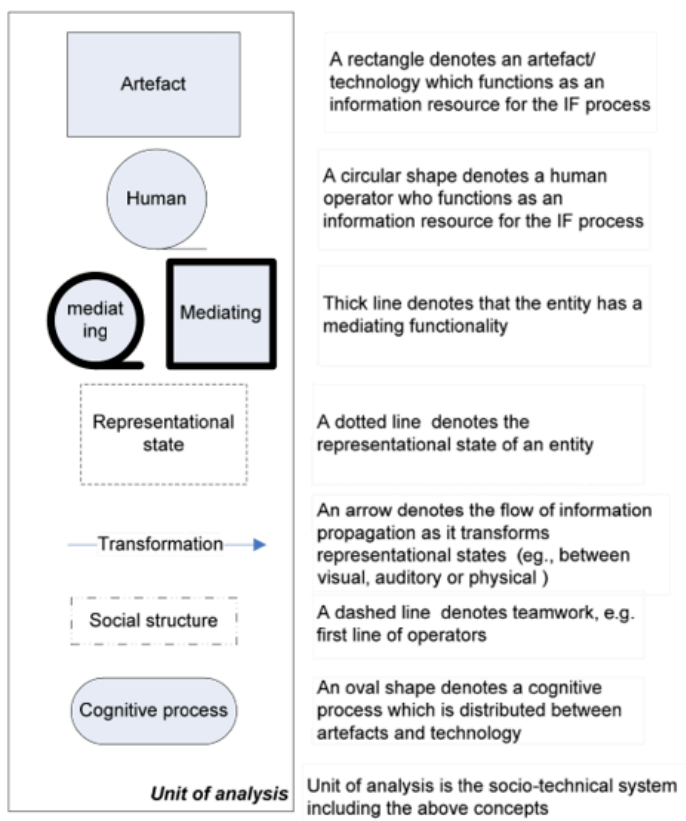 Artefact
A rectangle denotes an artefact/
technology which functions as an
information resource for the IF process
Human
A circular shape denotes a human
operator who functions as an
information resource for the IF process
mediat
ing
Mediating
Thick line denotes that the entity has a
mediating functionality
Representational
state
A dotted line  denotes the
representational state of an entity
Transformation
An arrow denotes the flow of information
propagation as it transforms
representational states  (eg., between
visual, auditory or physical )
Social structure
A dashed line  denotes teamwork, e.g.
first line of operators
Cognitive process
An oval shape denotes a cognitive
process which is distributed between
artefacts and technology
Unit of analysis
Unit of analysis is the socio-technical system
including the above concepts